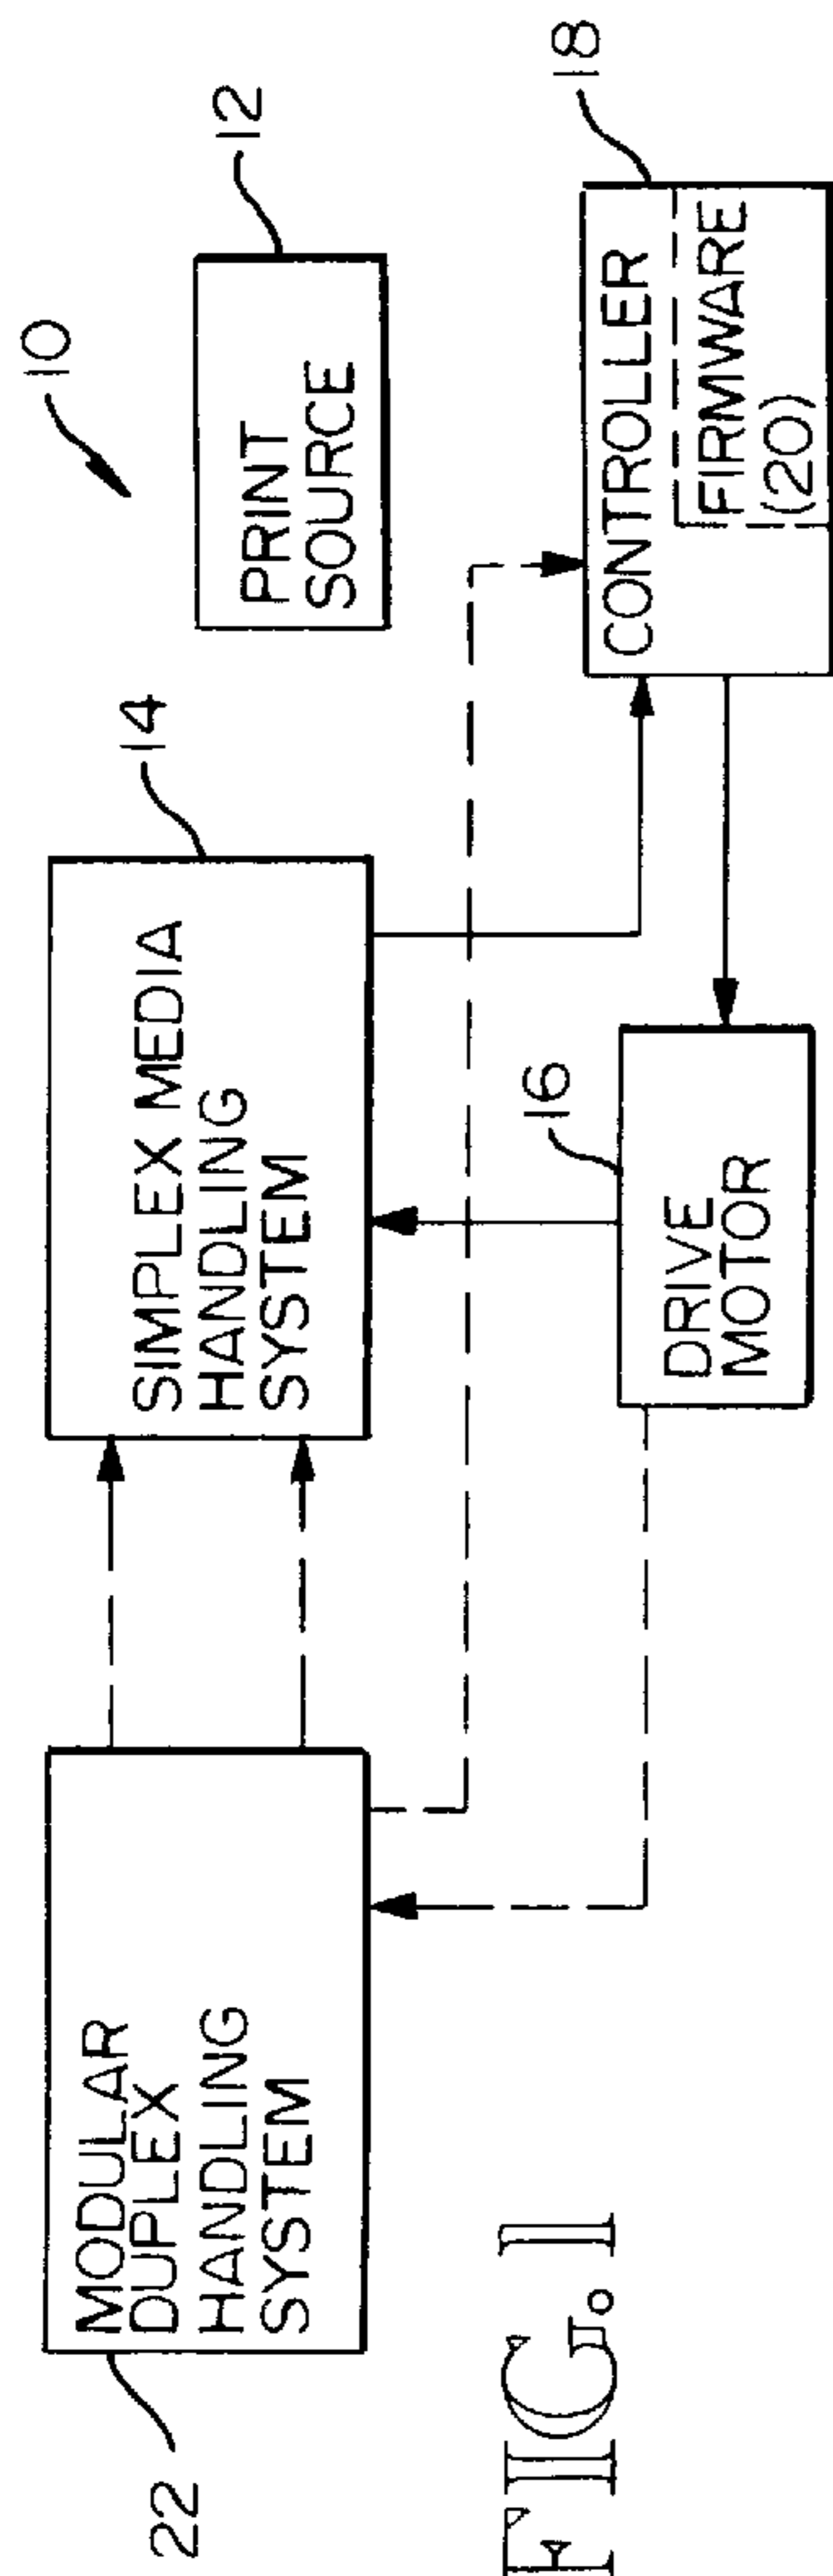 10
PRINT
SOURCE
12
SIMPLEX MEDIA
HANDLING
SYSTEM
14
MODULAR
DUPLEX
HANDLING
SYSTEM
22
DRIVE
MOTOR
16
CONTROLLER
FIRMWARE
(20)
18
FIG. 1